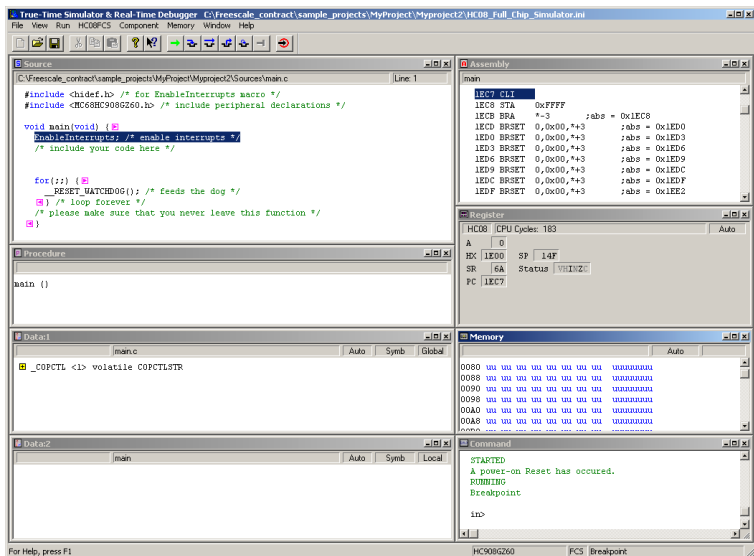 True-Time Simulator & Real-Time Debugger C:\Freescale_contract\sample_projects\MyProject\Myproject2\HC08_Full_Chip_Simulator.ini
File View Run HC08FCS Component Memory Window Help
Source
C:\Freescale_contract\sample_projects\MyProject\Myproject2\Sources\main.c Line: 1
#include <hidef.h> /* for EnableInterrupts macro */
#include <MC68HC908GZ60.h> /* include peripheral declarations */
void main(void) {
EnableInterrupts; /* enable interrupts */
/* include your code here */
for(;;) {
__RESET_WATCHDOG(); /* feeds the dog */
} /* loop forever */
/* please make sure that you never leave this function */
}
Assembly
main
1EC7 CLI
1EC8 STA 0xFFFF
1ECB BRA *-3 ;abs = 0x1EC8
1ECD BRSET 0,0x00,*+3 ;abs = 0x1ED0
1ED0 BRSET 0,0x00,*+3 ;abs = 0x1ED3
1ED3 BRSET 0,0x00,*+3 ;abs = 0x1ED6
1ED6 BRSET 0,0x00,*+3 ;abs = 0x1ED9
1ED9 BRSET 0,0x00,*+3 ;abs = 0x1EDC
1EDC BRSET 0,0x00,*+3 ;abs = 0x1EDF
1EDF BRSET 0,0x00,*+3 ;abs = 0x1EE2
Register
HC08 CPU Cycles: 183 Auto
A 0
HX 1E00 SP 14F
SR 6A Status VHINZC
PC 1EC7
Procedure
main ()
Data:1
main.c Auto Symb Global
_COPCTL <1> volatile COPCTLSTR
Memory
Auto
0080 uu uu uu uu uu uu uu uu uuuuuuuu
0088 uu uu uu uu uu uu uu uu uuuuuuuu
0090 uu uu uu uu uu uu uu uu uuuuuuuu
0098 uu uu uu uu uu uu uu uu uuuuuuuu
00A0 uu uu uu uu uu uu uu uu uuuuuuuu
00A8 uu uu uu uu uu uu uu uu uuuuuuuu
Data:2
main Auto Symb Local
Command
STARTED
A power-on Reset has occured.
RUNNING
Breakpoint
in>
For Help, press F1
HC908GZ60 FCS Breakpoint